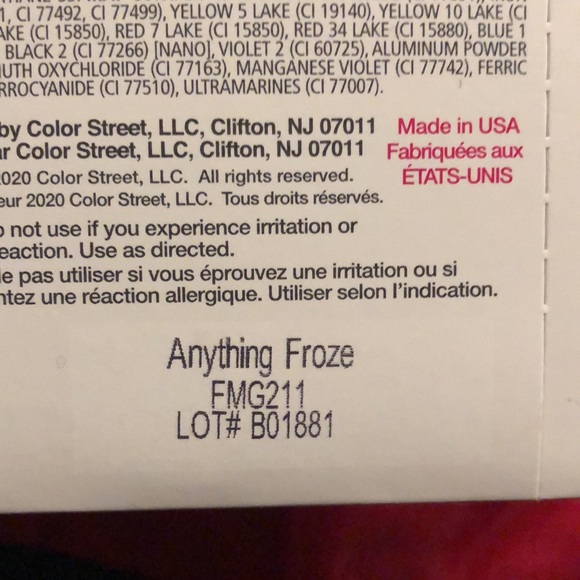 1, CI 77492, CI 77499), YELLOW 5 LAKE (CI 19140), YELLOW 10 LAKE (CI
AKE (CI 15850), RED 7 LAKE (CI 15850), RED 34 LAKE (CI 15880), BLUE 1
BLACK 2 (CI 77266) [NANO], VIOLET 2 (CI 60725), ALUMINUM POWDER
UTH OXYCHLORIDE (CI 77163), MANGANESE VIOLET (CI 77742), FERRIC
RROCYANIDE (CI 77510), ULTRAMARINES (CI 77007).
by Color Street, LLC, Clifton, NJ 07011
ar Color Street, LLC, Clifton, NJ 07011
2020 Color Street, LLC. All rights reserved.
eur 2020 Color Street, LLC. Tous droits réservés.
Made in USA
Fabriquées aux
ÉTATS-UNIS
o not use if you experience irritation or
eaction. Use as directed.
le pas utiliser si vous éprouvez une irritation ou si
ntez une réaction allergique. Utiliser selon l'indication.
Anything Froze
FMG211
LOT# B01881